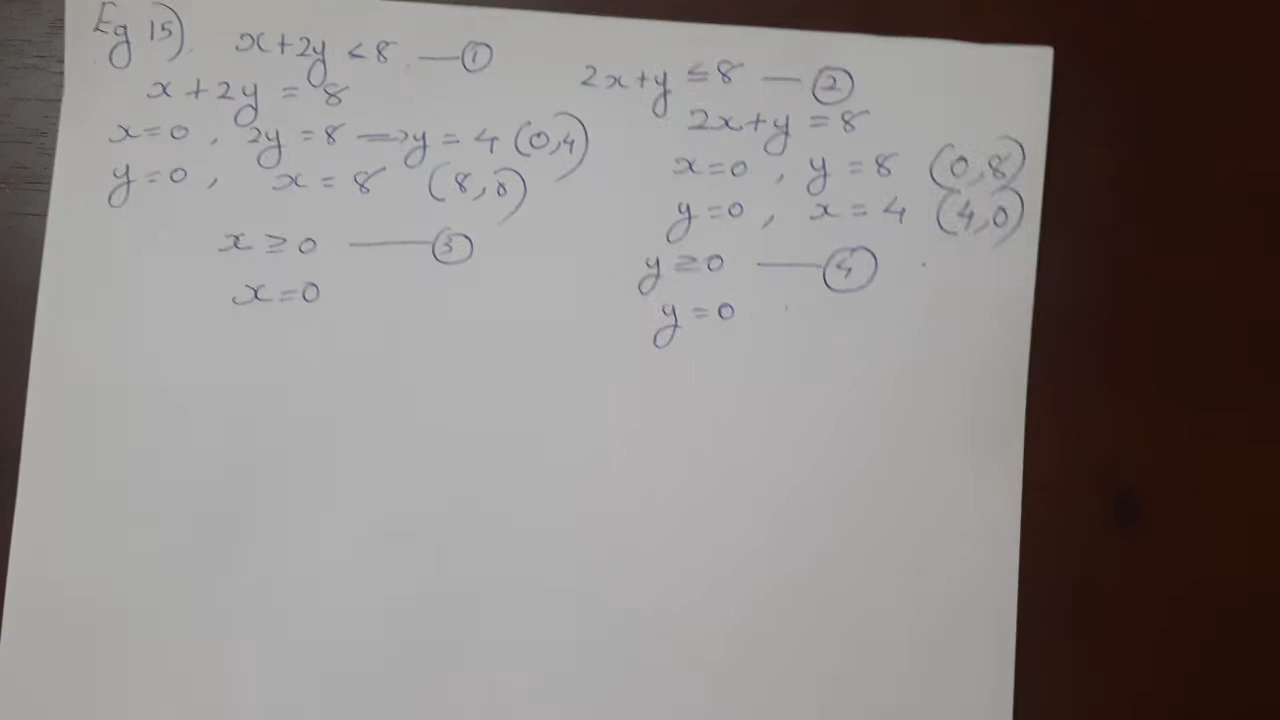 Eg 15) x+2y < 8 — ①
x + 2y = 8
x=0 , 2y = 8 ⟹ y = 4 (0,4)
y=0 , x = 8 (8,0)
x ≥ 0 — ③
x=0
2x+y ≤ 8 — ②
2x+y = 8
x=0 , y = 8 (0,8)
y=0 , x = 4 (4,0)
y ≥ 0 — ④
y = 0